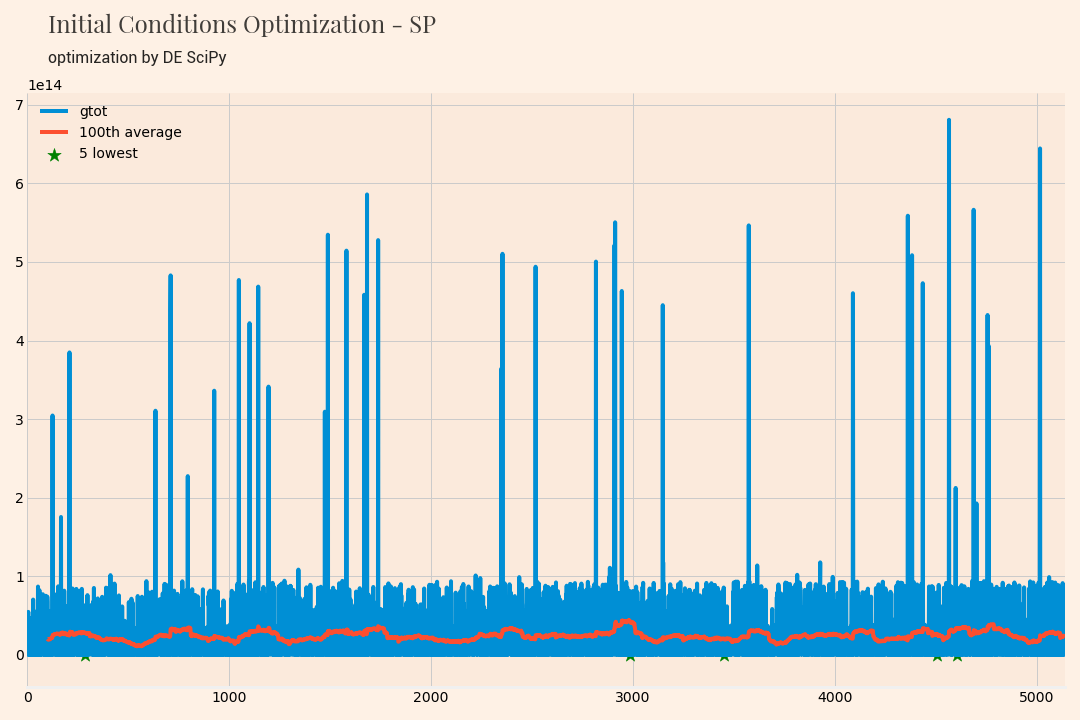 Initial Conditions Optimization - SP
optimization by DE SciPy
1e14
7
gtot
100th average
5 lowest
6
5
4
3
2
1
0
0 1000 2000 3000 4000 5000